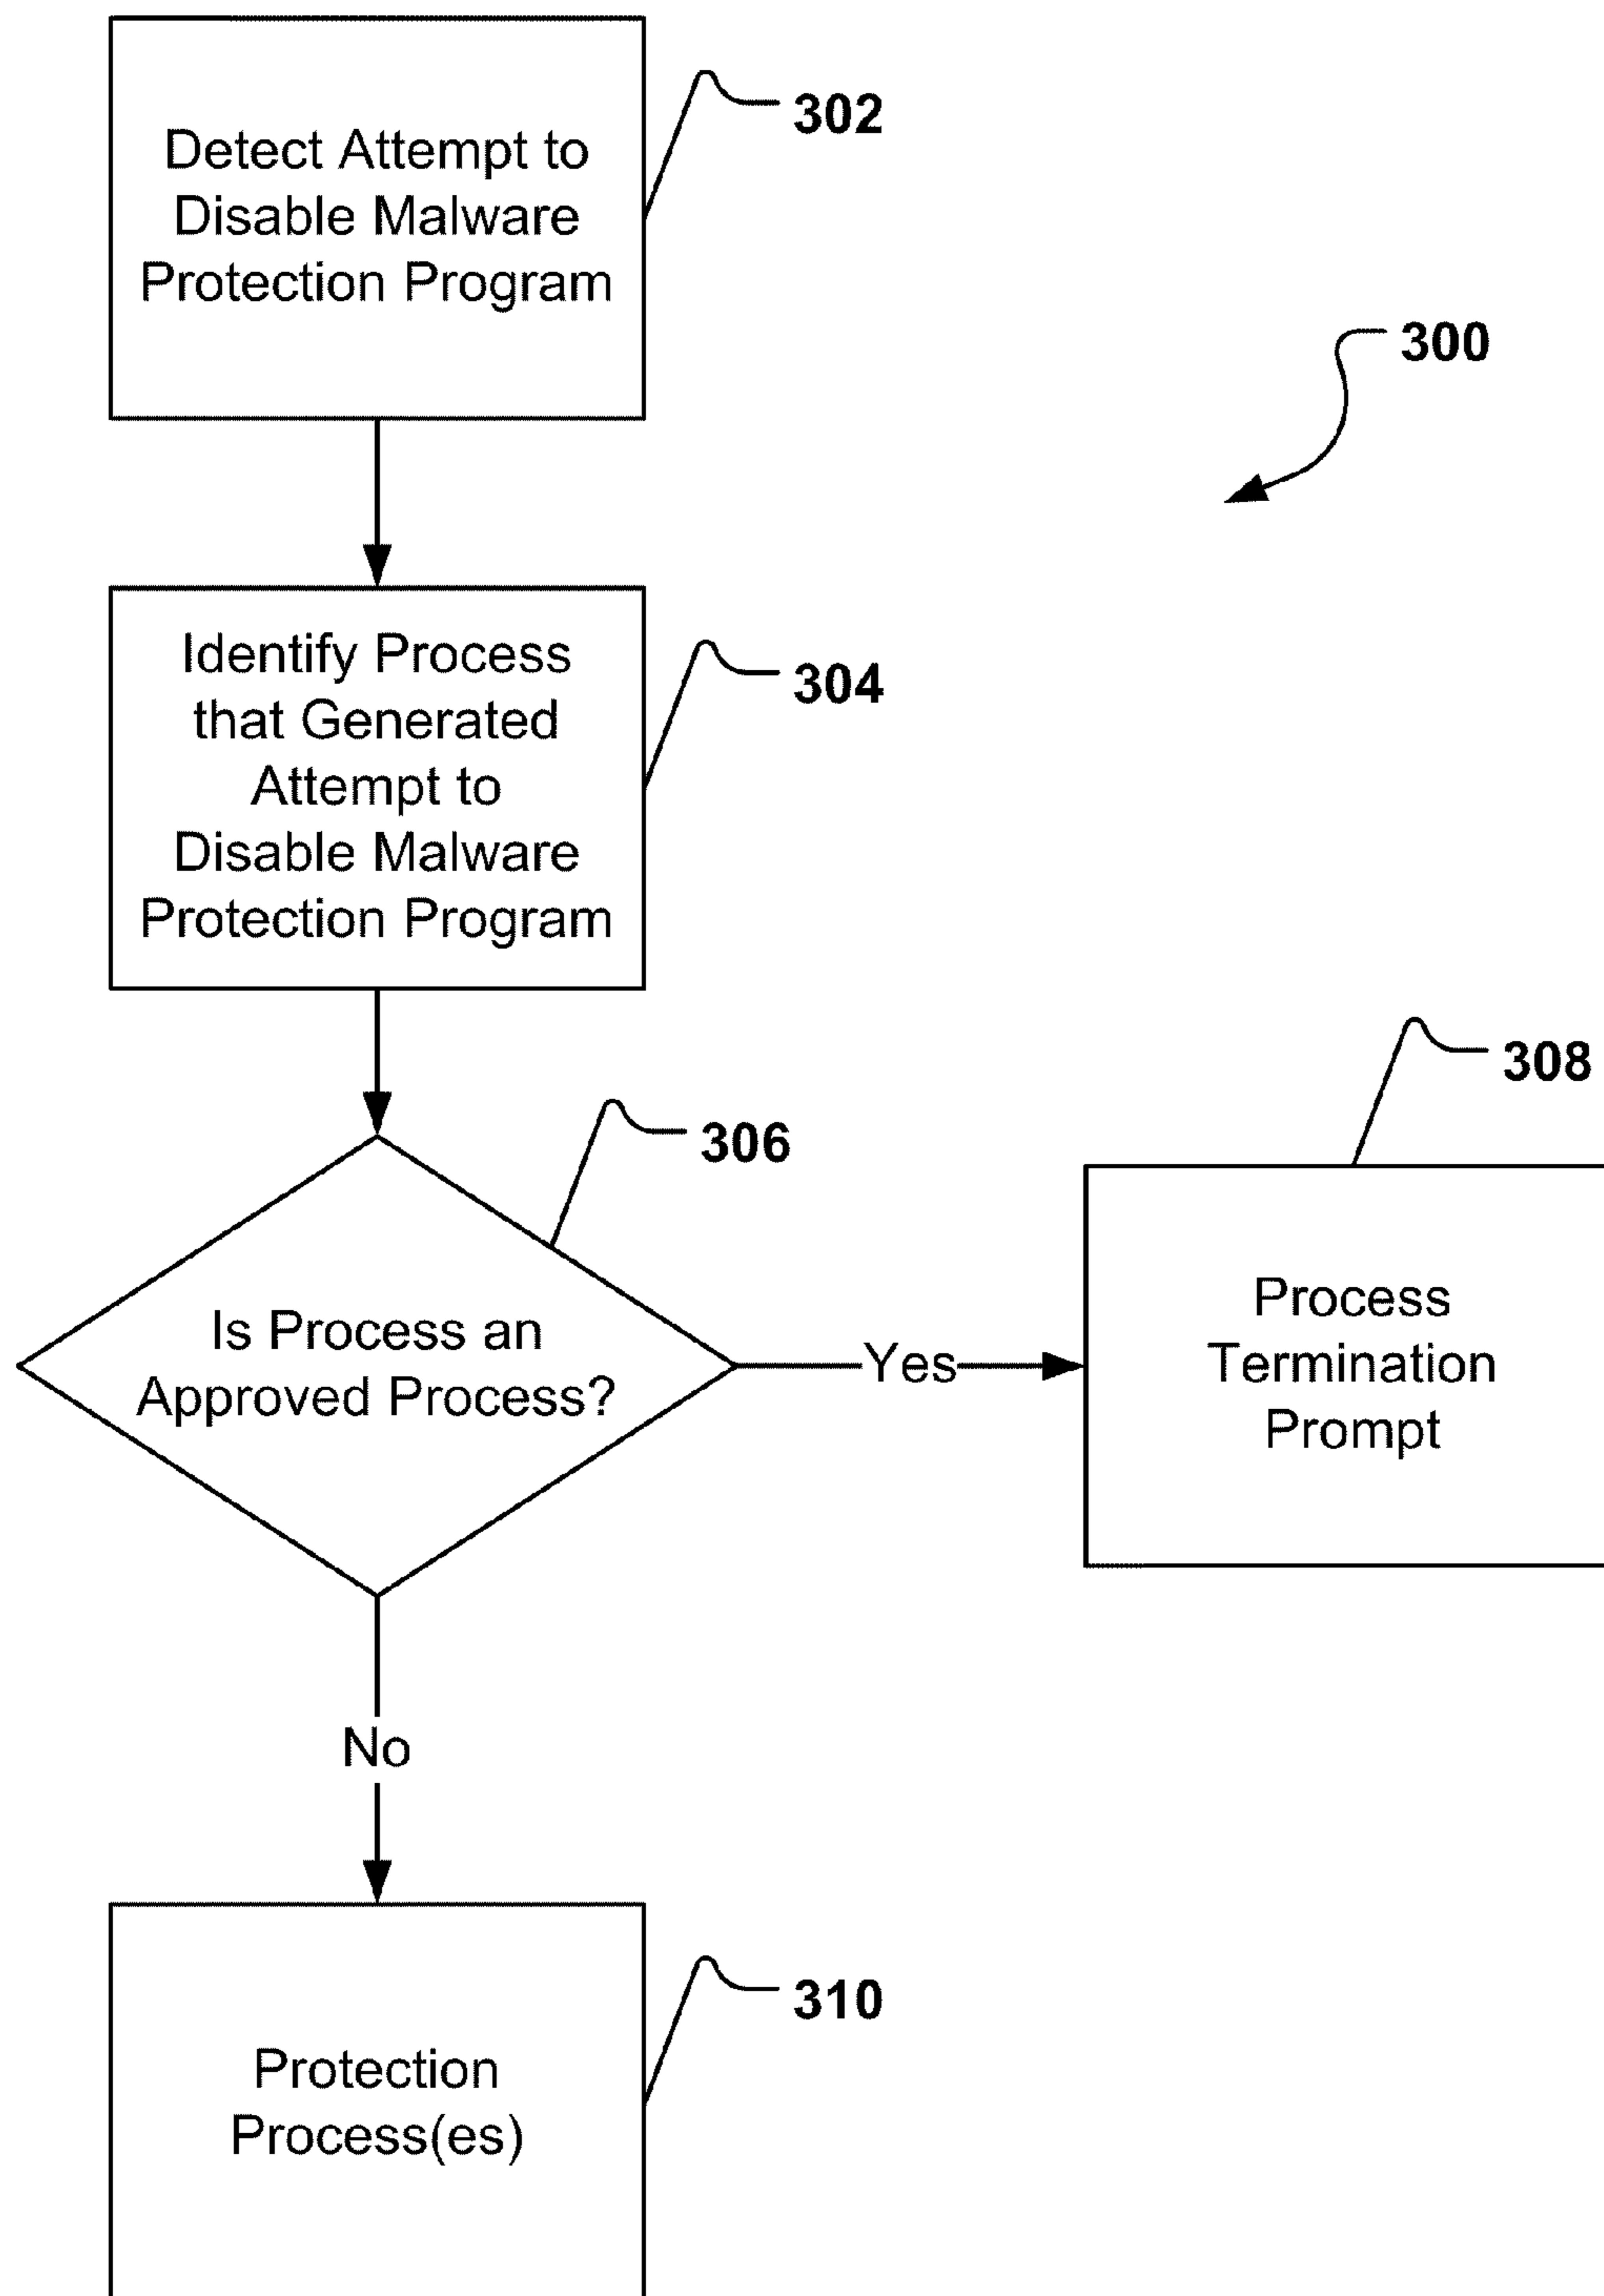 Detect Attempt to
Disable Malware
Protection Program
302
300
Identify Process
that Generated
Attempt to
Disable Malware
Protection Program
304
306
308
Is Process an
Approved Process?
Yes
Process
Termination
Prompt
No
Protection
Process(es)
310